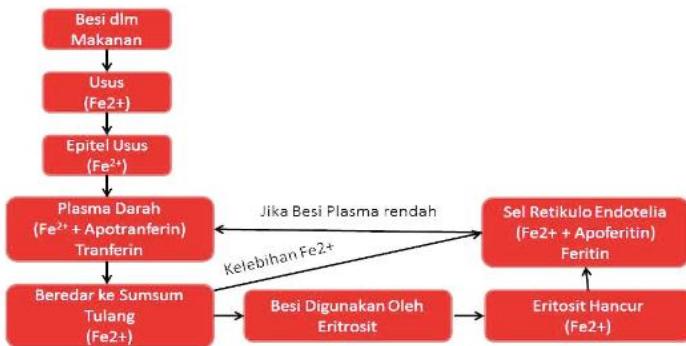 Besi dlm
Makanan
Usus
(Fe2+)
Epitel Usus
(Fe²⁺)
Plasma Darah
(Fe²⁺ + Apotranferin)
Tranferin
Jika Besi Plasma rendah
Sel Retikulo Endotelia
(Fe2+ + Apoferitin)
Feritin
Kelebihan Fe2+
Beredar ke Sumsum
Tulang
(Fe2+)
Besi Digunakan Oleh
Eritrosit
Eritosit Hancur
(Fe2+)